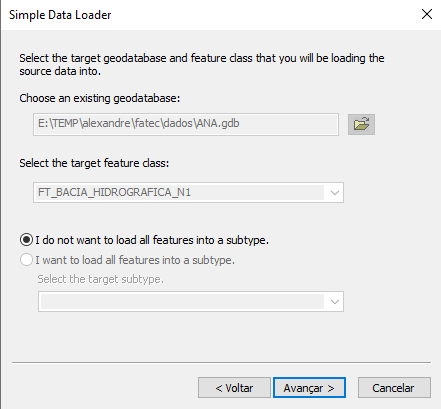 Simple Data Loader
Select the target geodatabase and feature class that you will be loading the
source data into.
Choose an existing geodatabase:
E:\TEMP\alexandre\fatec\dados\ANA.gdb
Select the target feature class:
FT_BACIA_HIDROGRAFICA_N1
I do not want to load all features into a subtype.
I want to load all features into a subtype.
Select the target subtype.
< Voltar
Avançar >
Cancelar